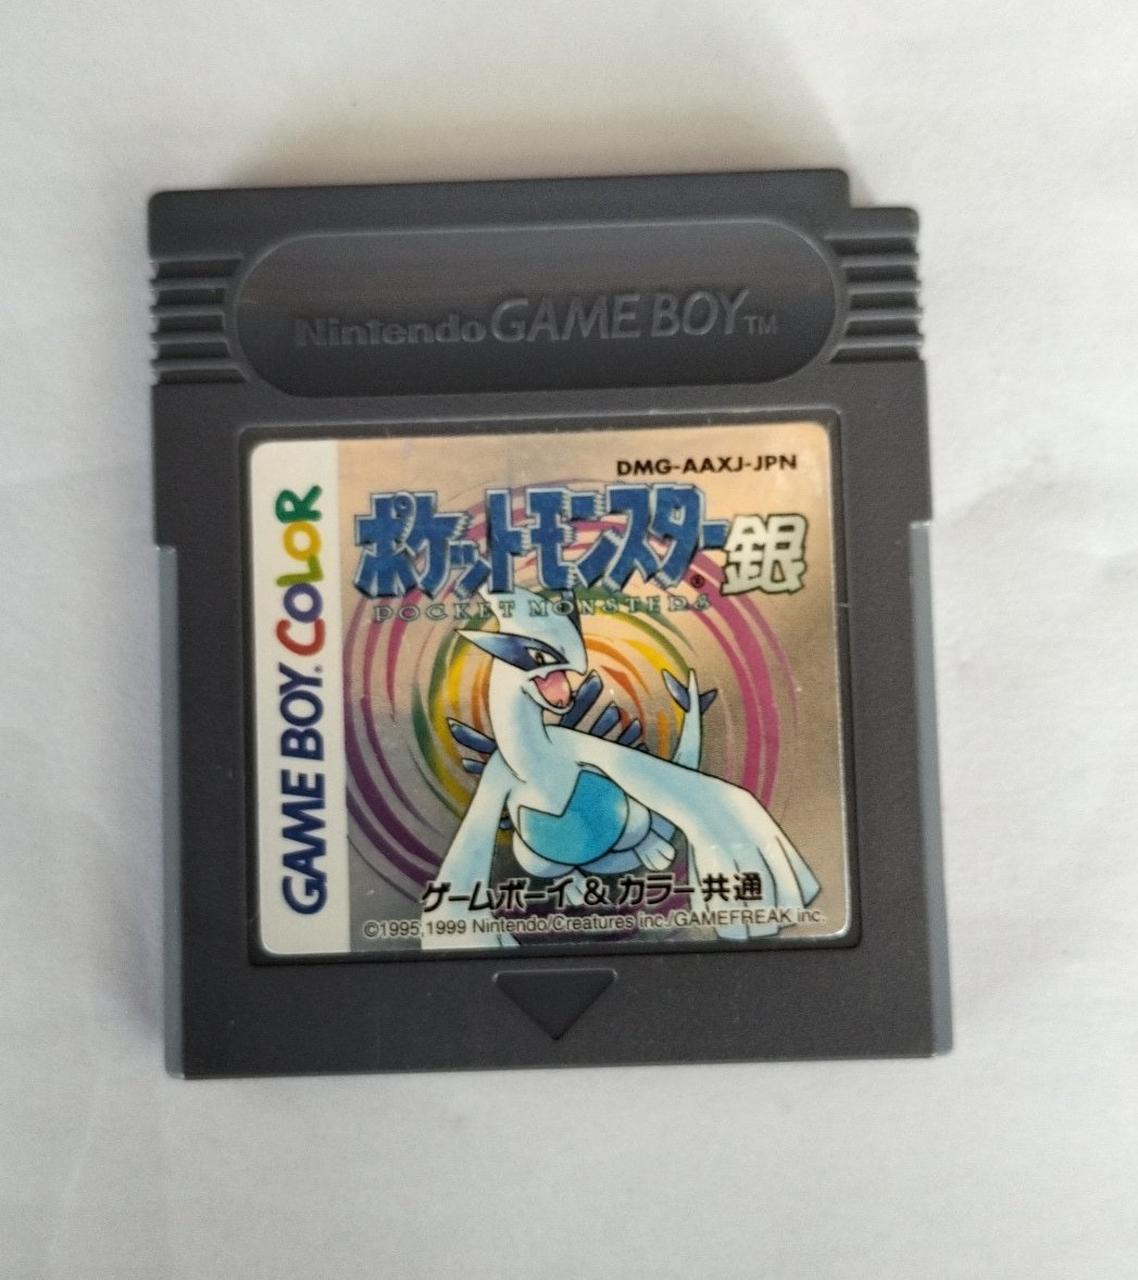 Nintendo GAME BOY TM
DMG-AAXJ-JPN
ポケットモンスター® 銀
POCKET MONSTERS
GAME BOY. COLOR
ゲームボーイ & カラー 共通
©1995,1999 Nintendo/Creatures inc./GAMEFREAK inc.